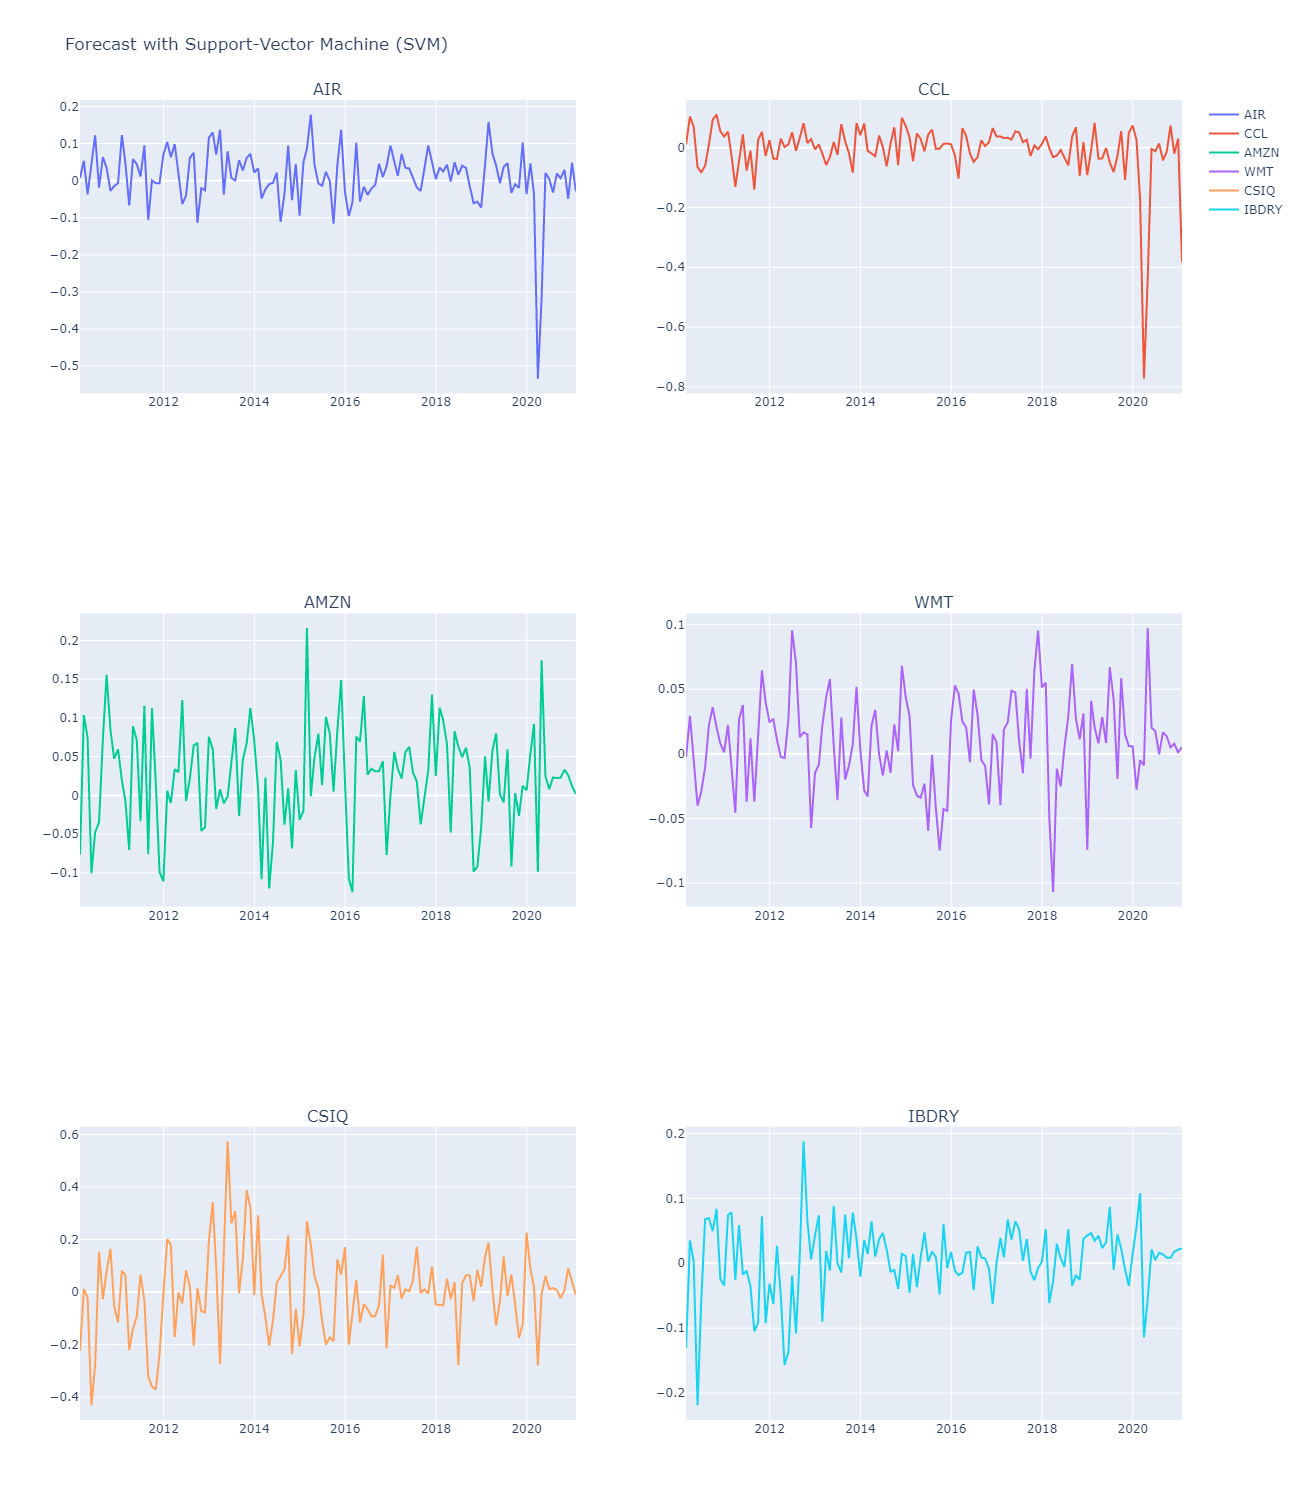 Forecast with Support-Vector Machine (SVM)
AIR
0.2
0.1
0
−0.1
−0.2
−0.3
−0.4
−0.5
2012 2014 2016 2018 2020
CCL
0
−0.2
−0.4
−0.6
−0.8
2012 2014 2016 2018 2020
AIR
CCL
AMZN
WMT
CSIQ
IBDRY
AMZN
0.2
0.15
0.1
0.05
0
−0.05
−0.1
2012 2014 2016 2018 2020
WMT
0.1
0.05
0
−0.05
−0.1
2012 2014 2016 2018 2020
CSIQ
0.6
0.4
0.2
0
−0.2
−0.4
2012 2014 2016 2018 2020
IBDRY
0.2
0.1
0
−0.1
−0.2
2012 2014 2016 2018 2020